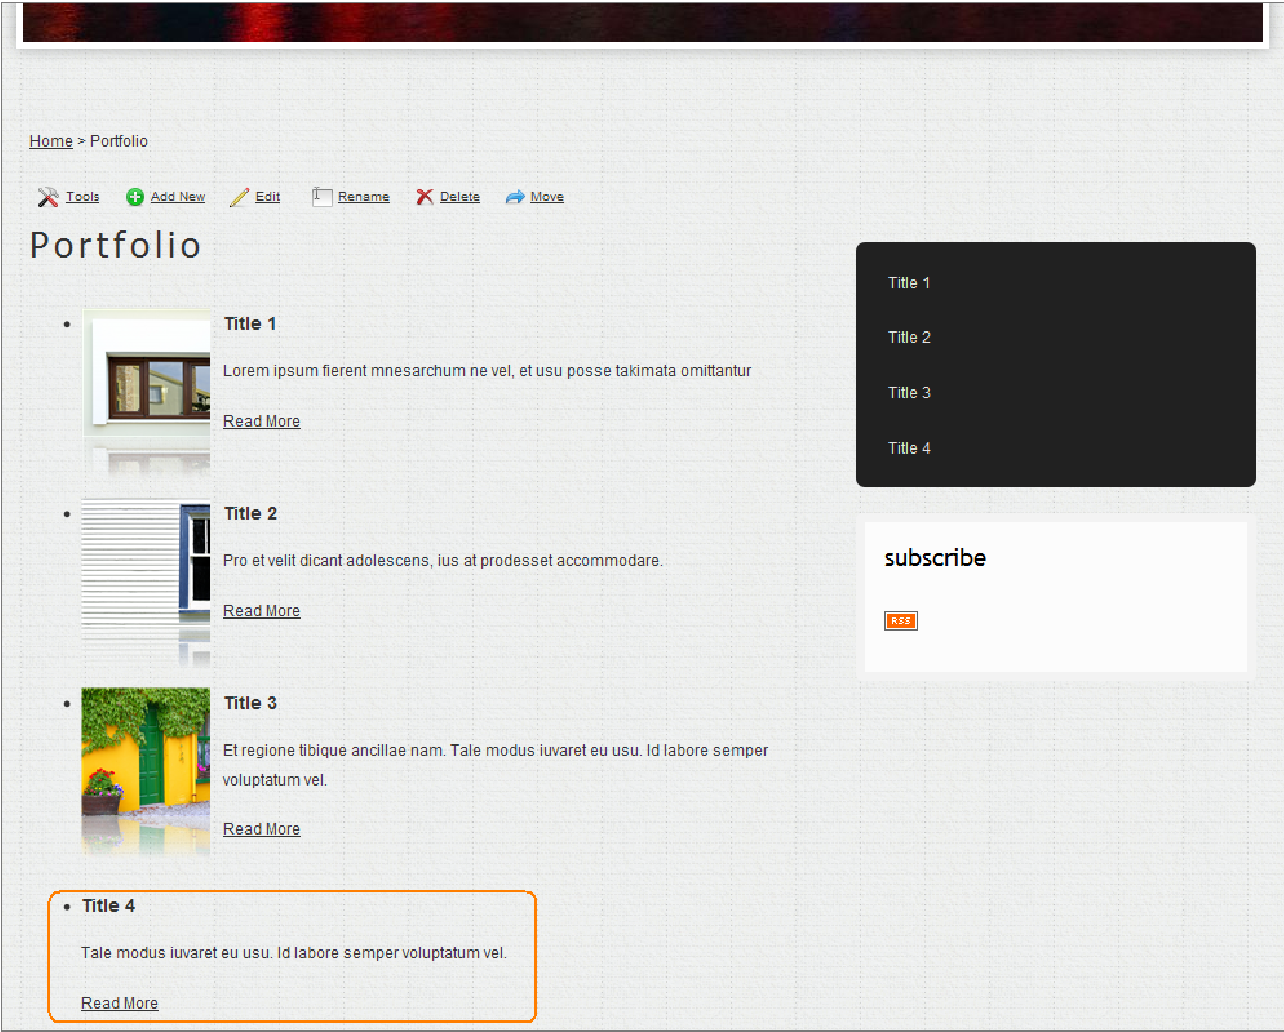 Home > Portfolio
Tools Add New Edit Rename Delete Move
Portfolio
Title 1
Lorem ipsum fierent mnesarchum ne vel, et usu posse takimata omittantur
Read More
Title 2
Pro et velit dicant adolescens, ius at prodesset accommodare.
Read More
Title 3
Et regione tibique ancillae nam. Tale modus iuvaret eu usu. Id labore semper
voluptatum vel.
Read More
Title 4
Tale modus iuvaret eu usu. Id labore semper voluptatum vel.
Read More
Title 1
Title 2
Title 3
Title 4
subscribe
RSS